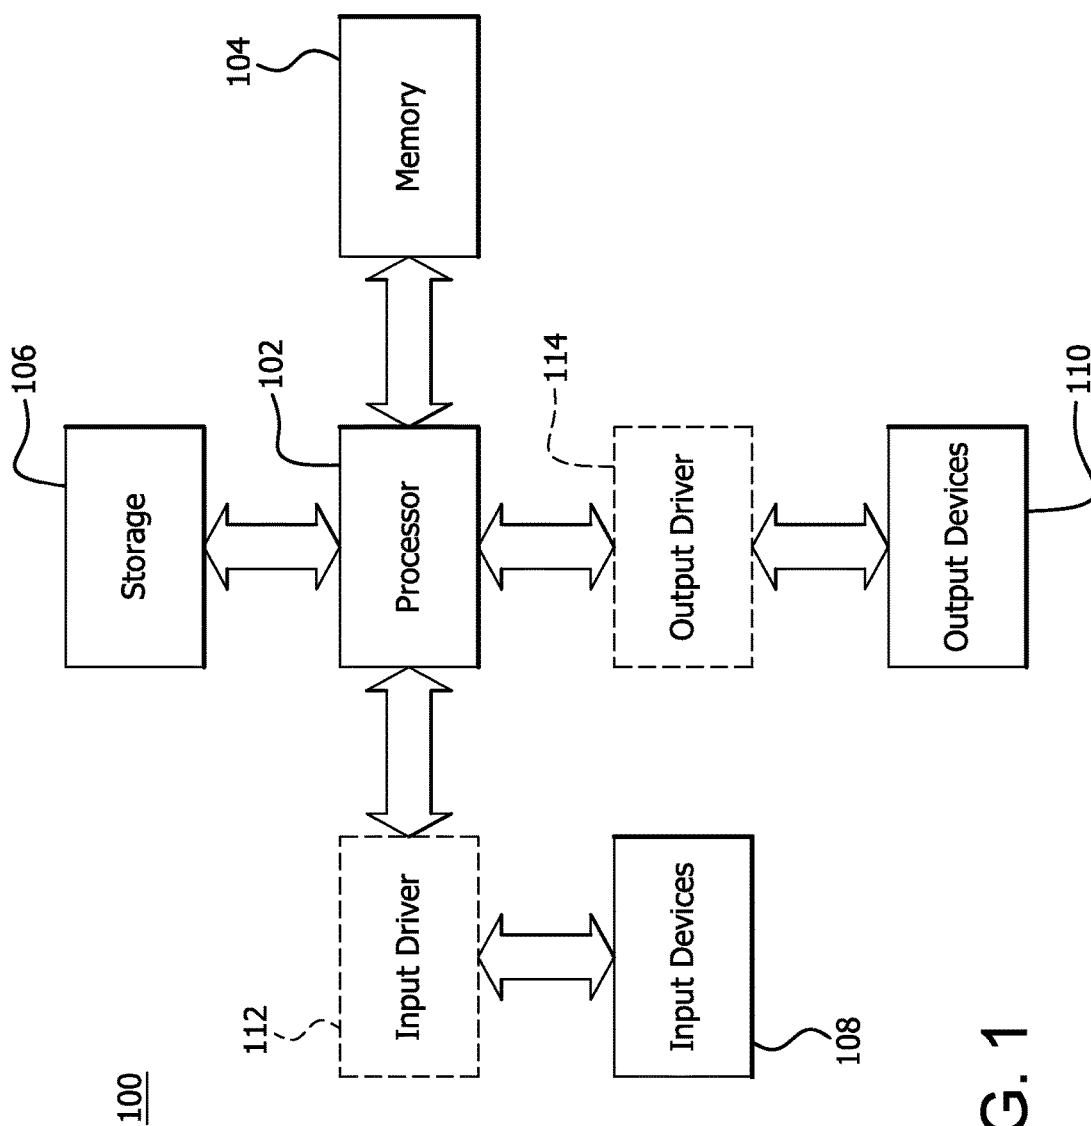 106
100
Storage
104
112
102
Input Driver
Processor
Memory
114
Input Devices
Output Driver
108
Output Devices
G. 1
110